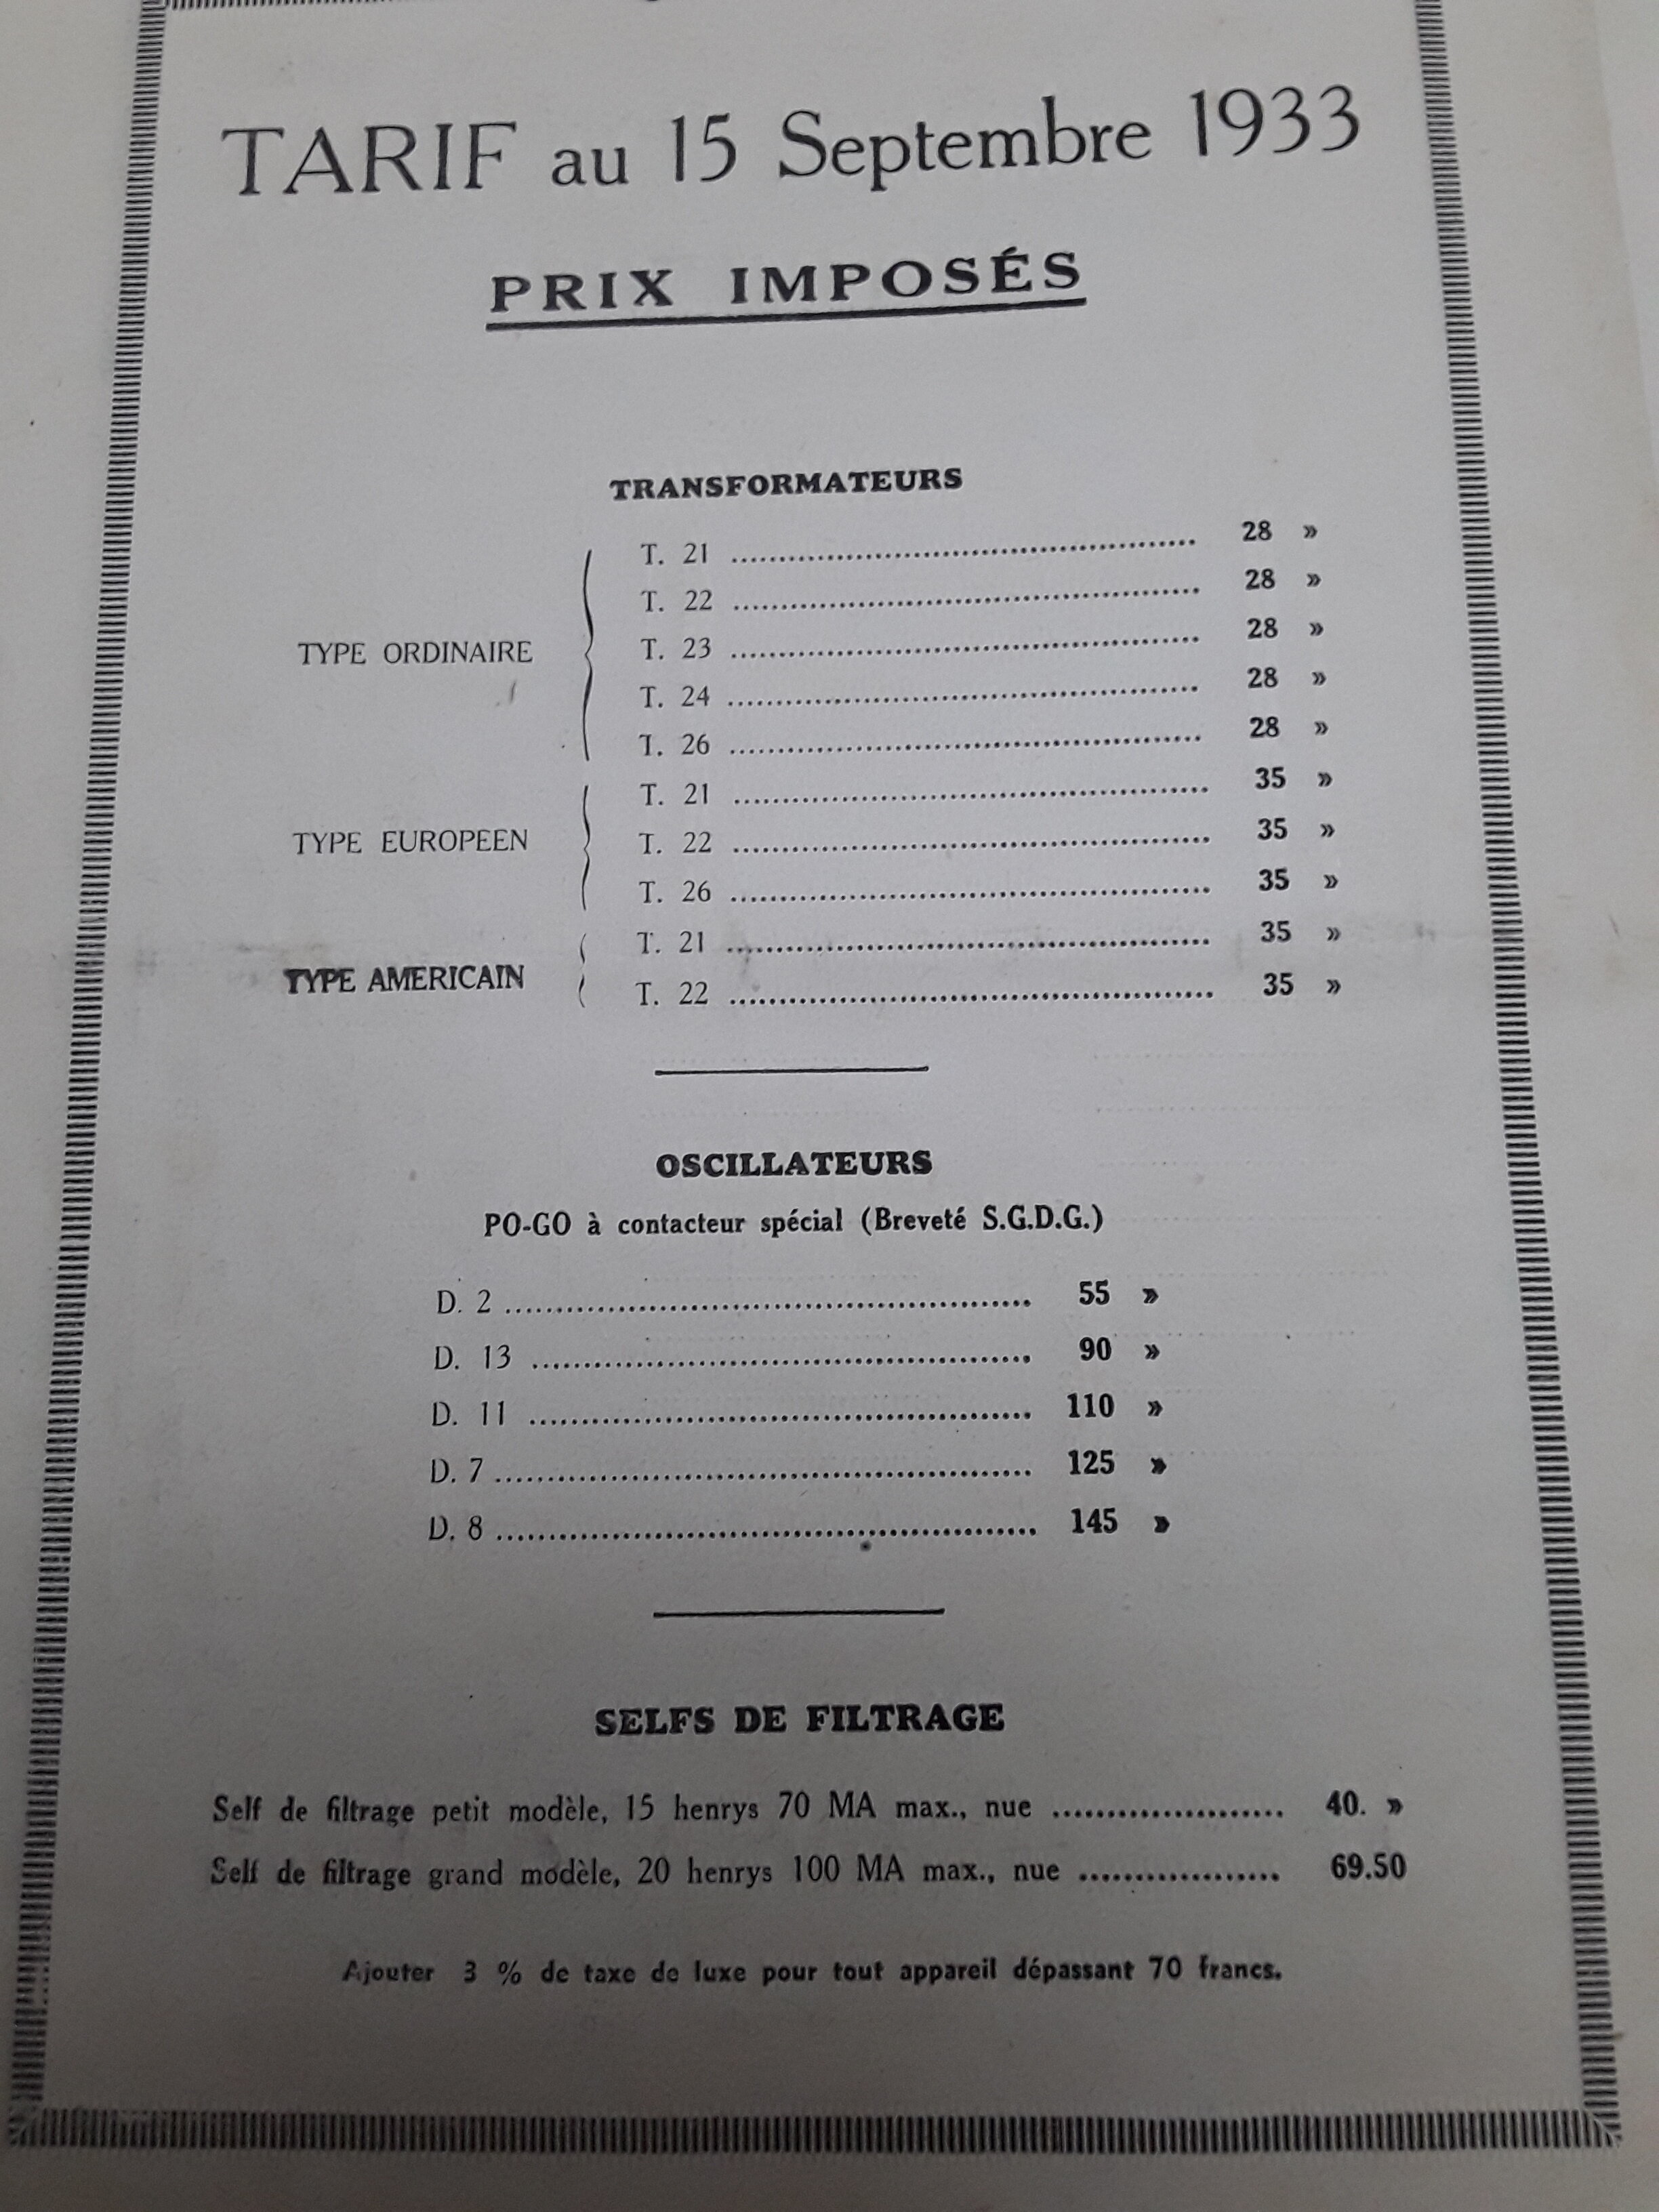 TARIF au 15 Septembre 1933
PRIX IMPOSÉS
TRANSFORMATEURS
T. 21 ........................................ 28 »
T. 22 ........................................ 28 »
TYPE ORDINAIRE T. 23 ........................................ 28 »
T. 24 ........................................ 28 »
T. 26 ........................................ 28 »
T. 21 ........................................ 35 »
TYPE EUROPEEN T. 22 ........................................ 35 »
T. 26 ........................................ 35 »
T. 21 ........................................ 35 »
TYPE AMERICAIN T. 22 ........................................ 35 »
OSCILLATEURS
PO-GO à contacteur spécial (Breveté S.G.D.G.)
D. 2 ........................................ 55 »
D. 13 ........................................ 90 »
D. 11 ........................................ 110 »
D. 7 ........................................ 125 »
D. 8 ........................................ 145 »
SELFS DE FILTRAGE
Self de filtrage petit modèle, 15 henrys 70 MA max., nue .................... 40. »
Self de filtrage grand modèle, 20 henrys 100 MA max., nue .................. 69.50
Ajouter 3 % de taxe de luxe pour tout appareil dépassant 70 francs.